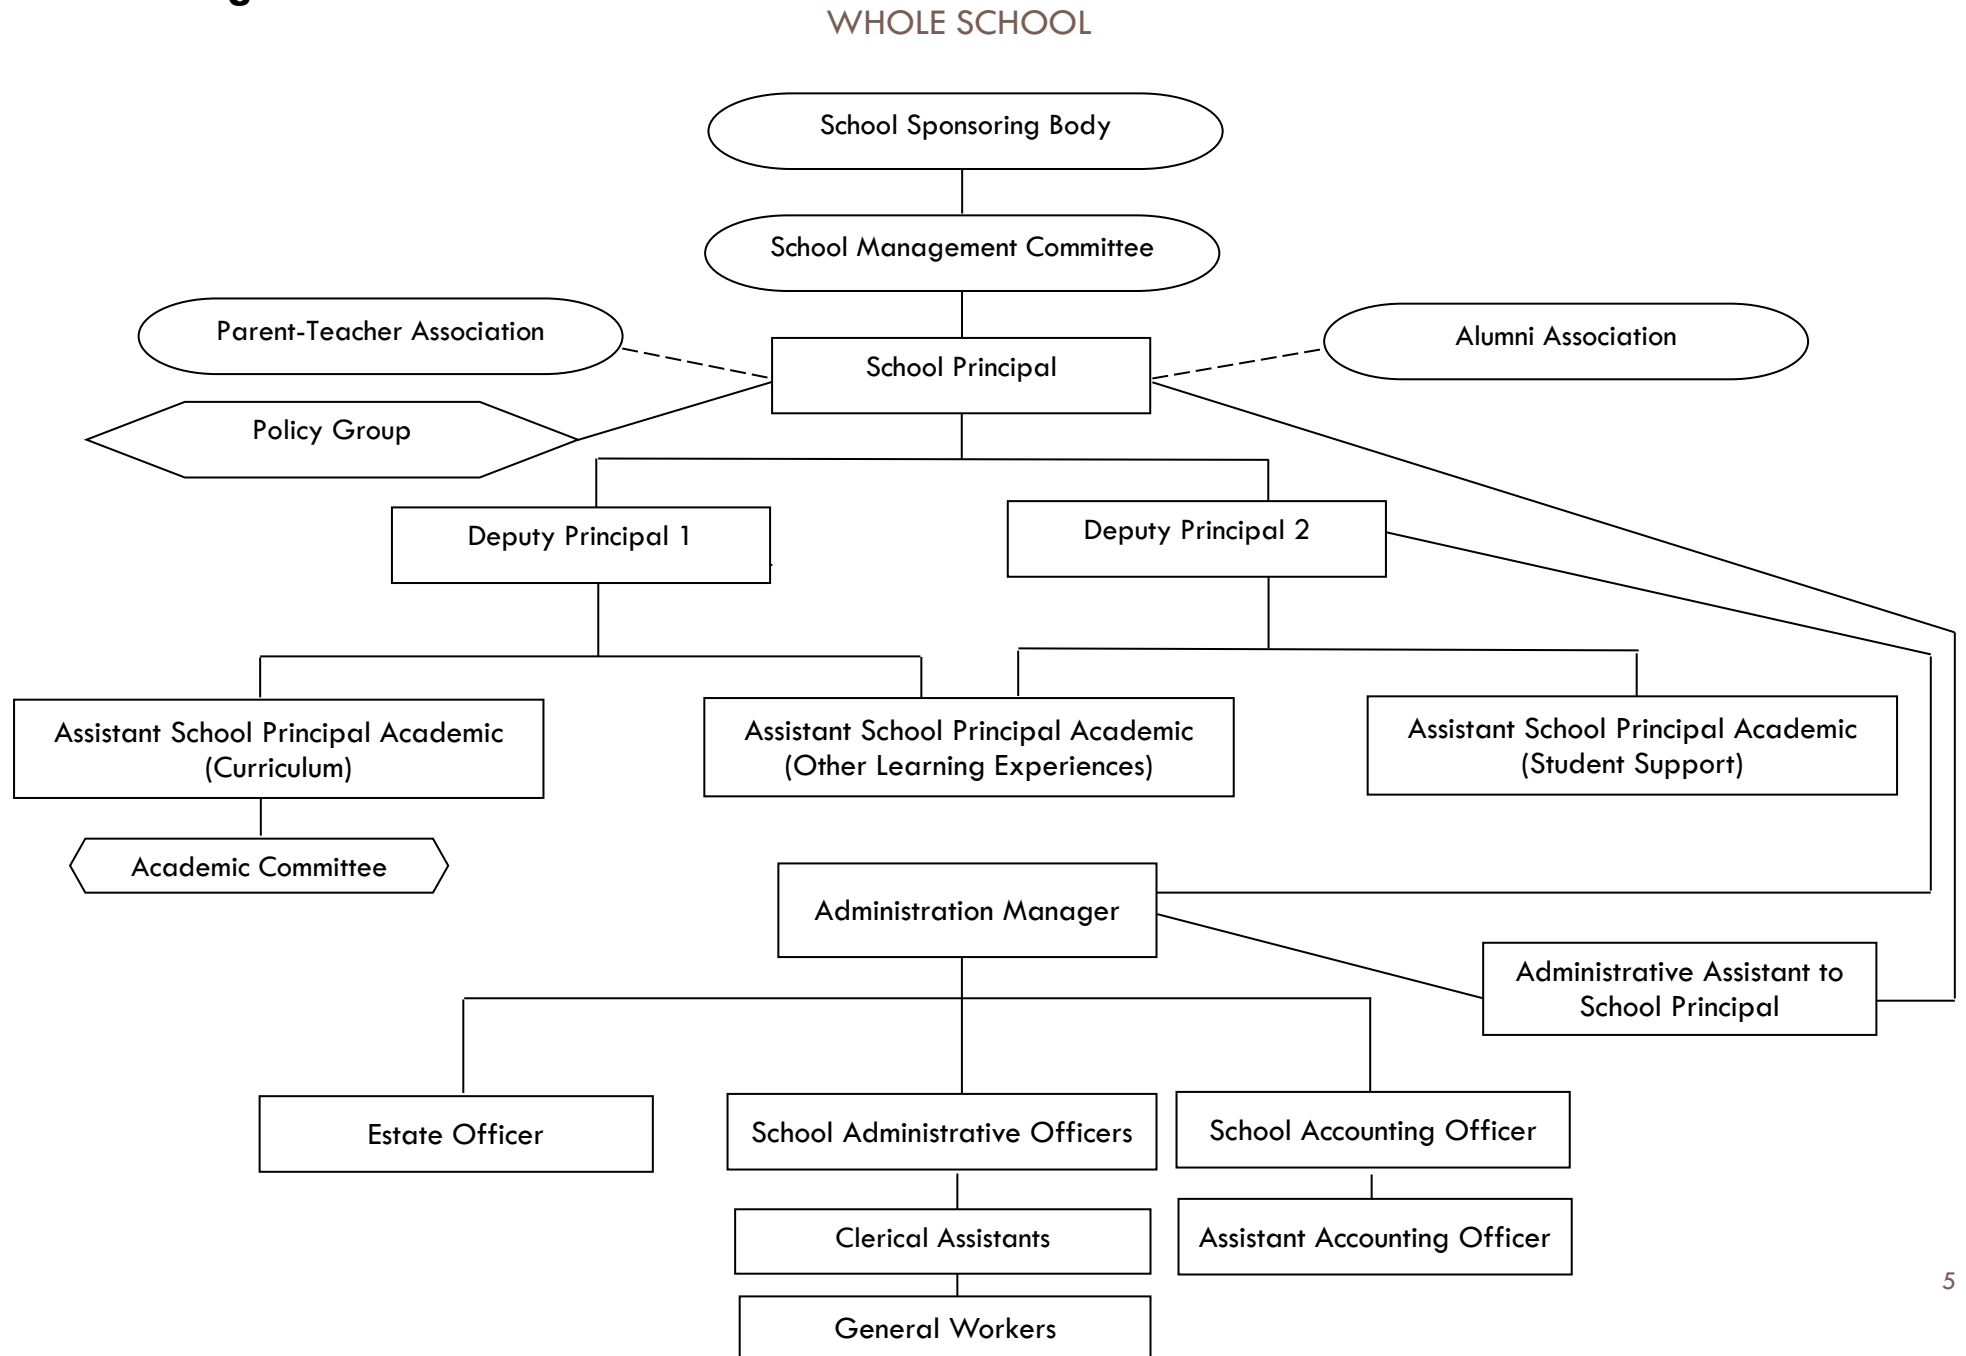 WHOLE SCHOOL
School Sponsoring Body
School Management Committee
Parent-Teacher Association
Alumni Association
School Principal
Policy Group
Deputy Principal 1
Deputy Principal 2
Assistant School Principal Academic
(Curriculum)
Assistant School Principal Academic
(Other Learning Experiences)
Assistant School Principal Academic
(Student Support)
Academic Committee
Administration Manager
Administrative Assistant to
School Principal
Estate Officer
School Administrative Officers
School Accounting Officer
Clerical Assistants
Assistant Accounting Officer
General Workers
5